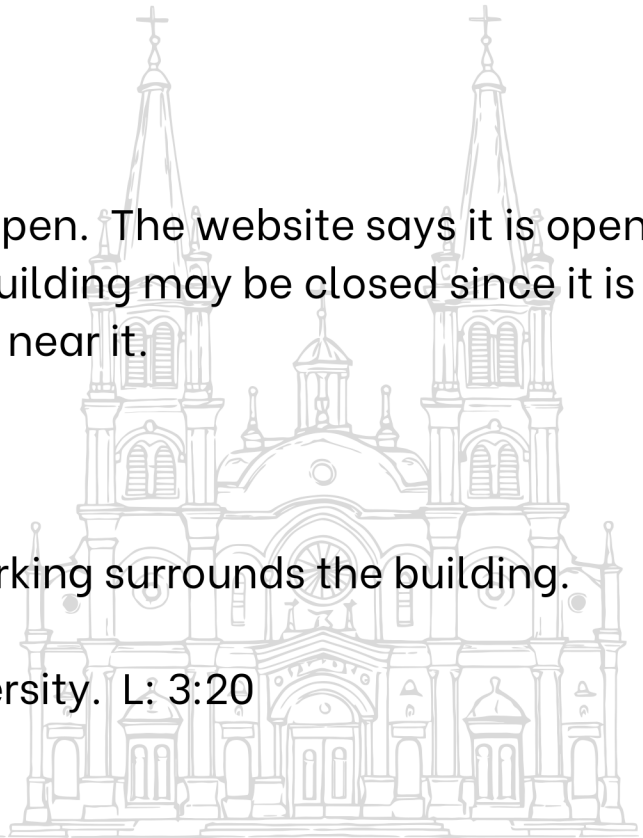 pen. The website says it is open
uilding may be closed since it is
near it.
rking surrounds the building.
ersity. L: 3:20